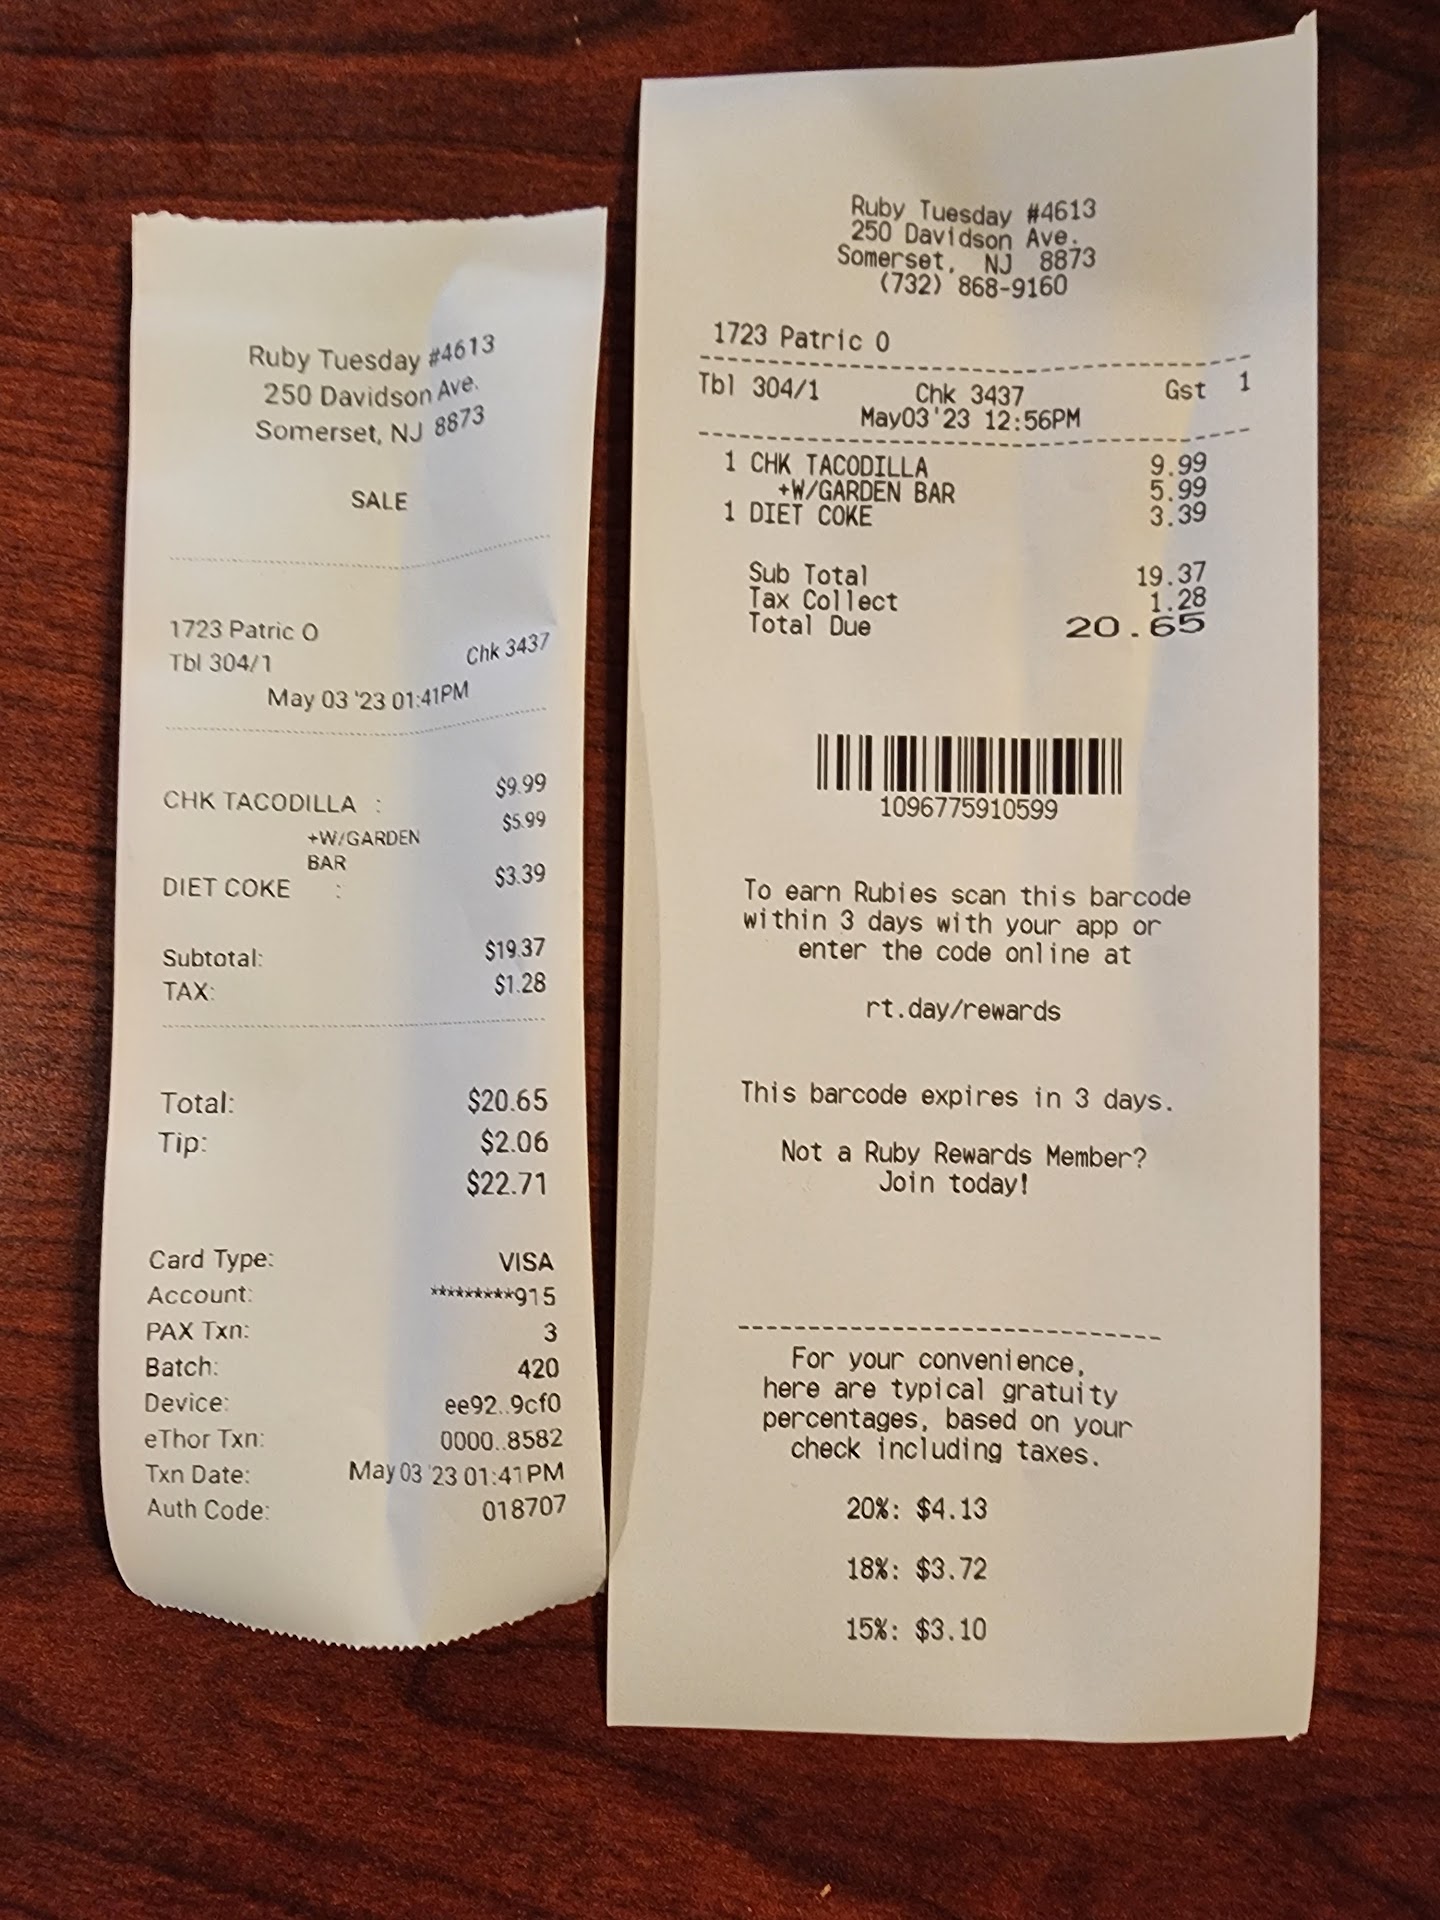 Ruby Tuesday #4613
250 Davidson Ave.
Somerset, NJ 8873
SALE
1723 Patric O
Tbl 304/1 Chk 3437
May 03 '23 01:41PM
CHK TACODILLA : $9.99
+W/GARDEN BAR $5.99
DIET COKE : $3.39
Subtotal: $19.37
TAX: $1.28
Total: $20.65
Tip: $2.06
$22.71
Card Type: VISA
Account: *********915
PAX Txn: 3
Batch: 420
Device: ee92..9cf0
eThor Txn: 0000..8582
Txn Date: May 03 '23 01:41PM
Auth Code: 018707
Ruby Tuesday #4613
250 Davidson Ave.
Somerset, NJ 8873
(732) 868-9160
1723 Patric O
Tbl 304/1 Chk 3437 Gst 1
May03'23 12:56PM
1 CHK TACODILLA 9.99
+W/GARDEN BAR 5.99
1 DIET COKE 3.39
Sub Total 19.37
Tax Collect 1.28
Total Due 20.65
1096775910599
To earn Rubies scan this barcode
within 3 days with your app or
enter the code online at
rt.day/rewards
This barcode expires in 3 days.
Not a Ruby Rewards Member?
Join today!
For your convenience,
here are typical gratuity
percentages, based on your
check including taxes.
20%: $4.13
18%: $3.72
15%: $3.10